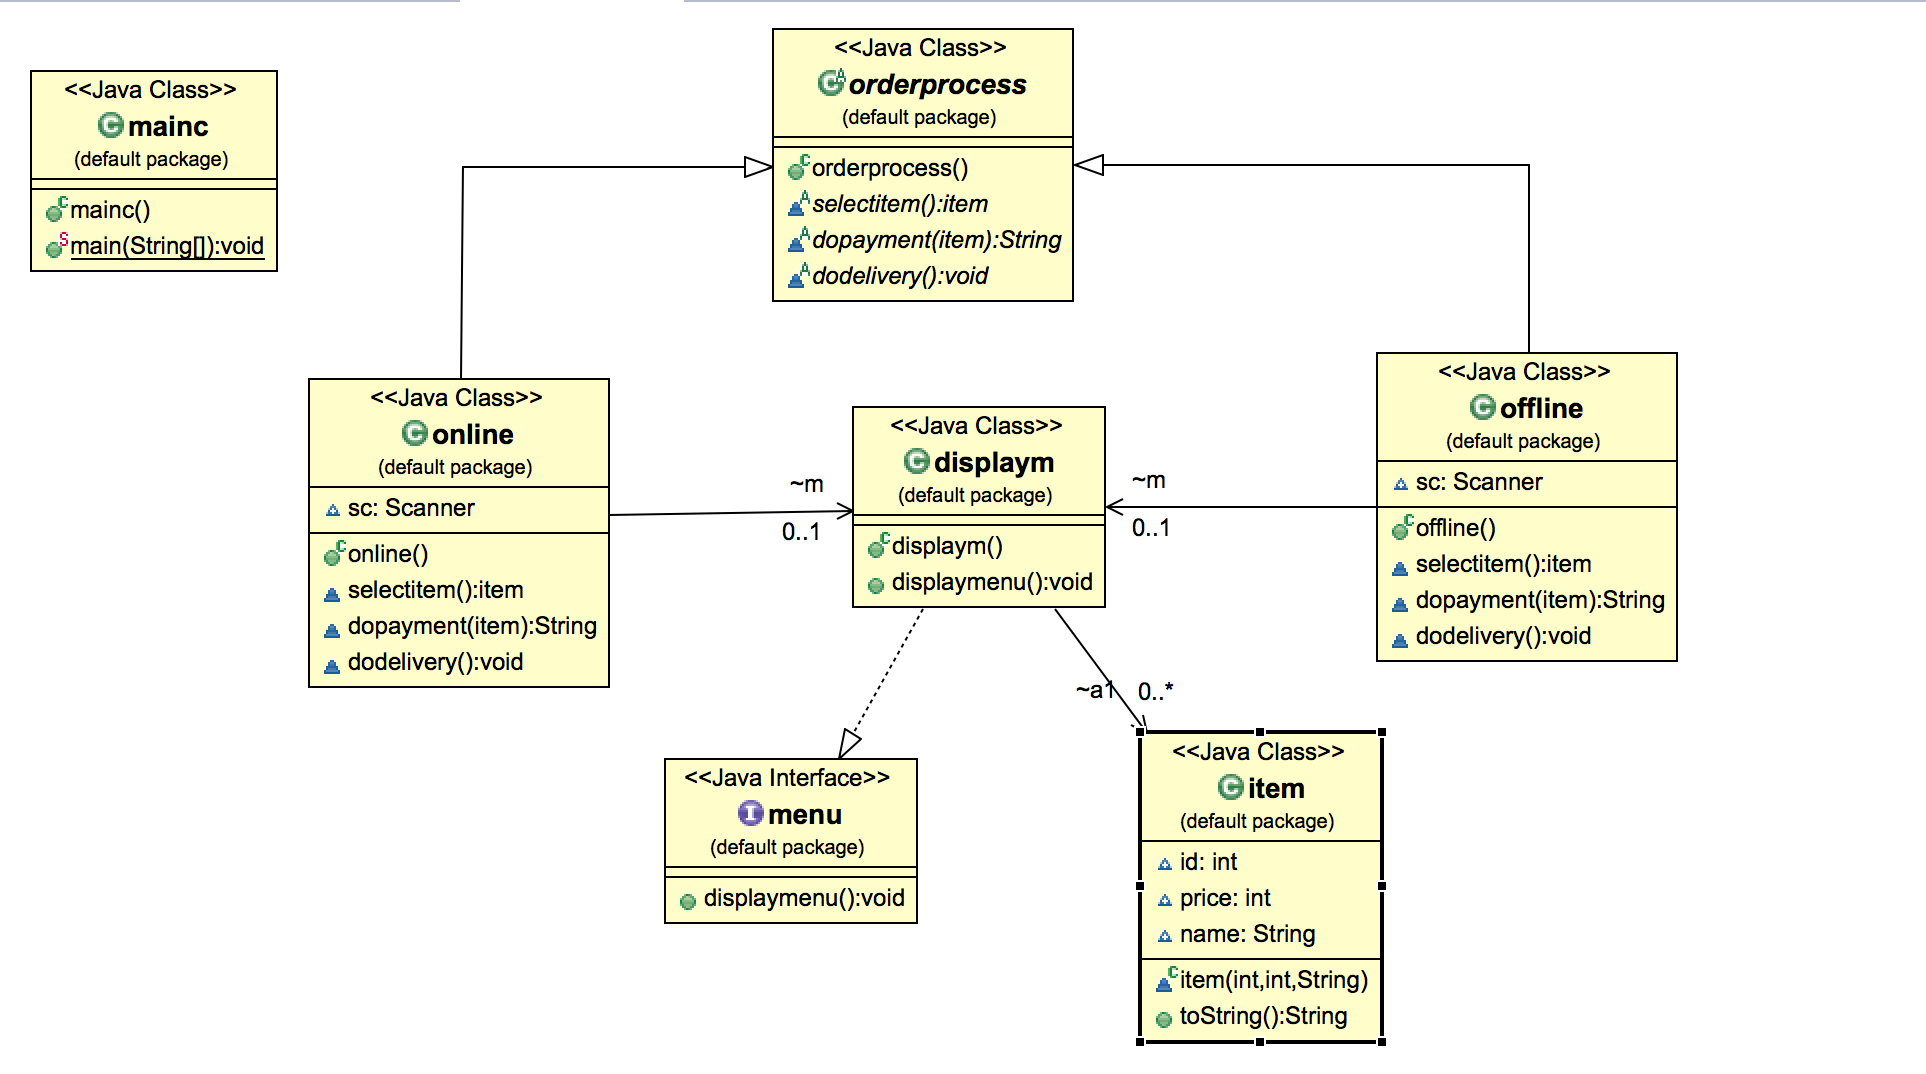 <<Java Class>>
mainc
(default package)
mainc()
main(String[]):void
<<Java Class>>
orderprocess
(default package)
orderprocess()
selectitem():item
dopayment(item):String
dodelivery():void
<<Java Class>>
online
(default package)
sc: Scanner
online()
selectitem():item
dopayment(item):String
dodelivery():void
~m
0..1
<<Java Class>>
displaym
(default package)
displaym()
displaymenu():void
~m
0..1
<<Java Class>>
offline
(default package)
sc: Scanner
offline()
selectitem():item
dopayment(item):String
dodelivery():void
~a1 0..*
<<Java Interface>>
menu
(default package)
displaymenu():void
<<Java Class>>
item
(default package)
id: int
price: int
name: String
item(int,int,String)
toString():String